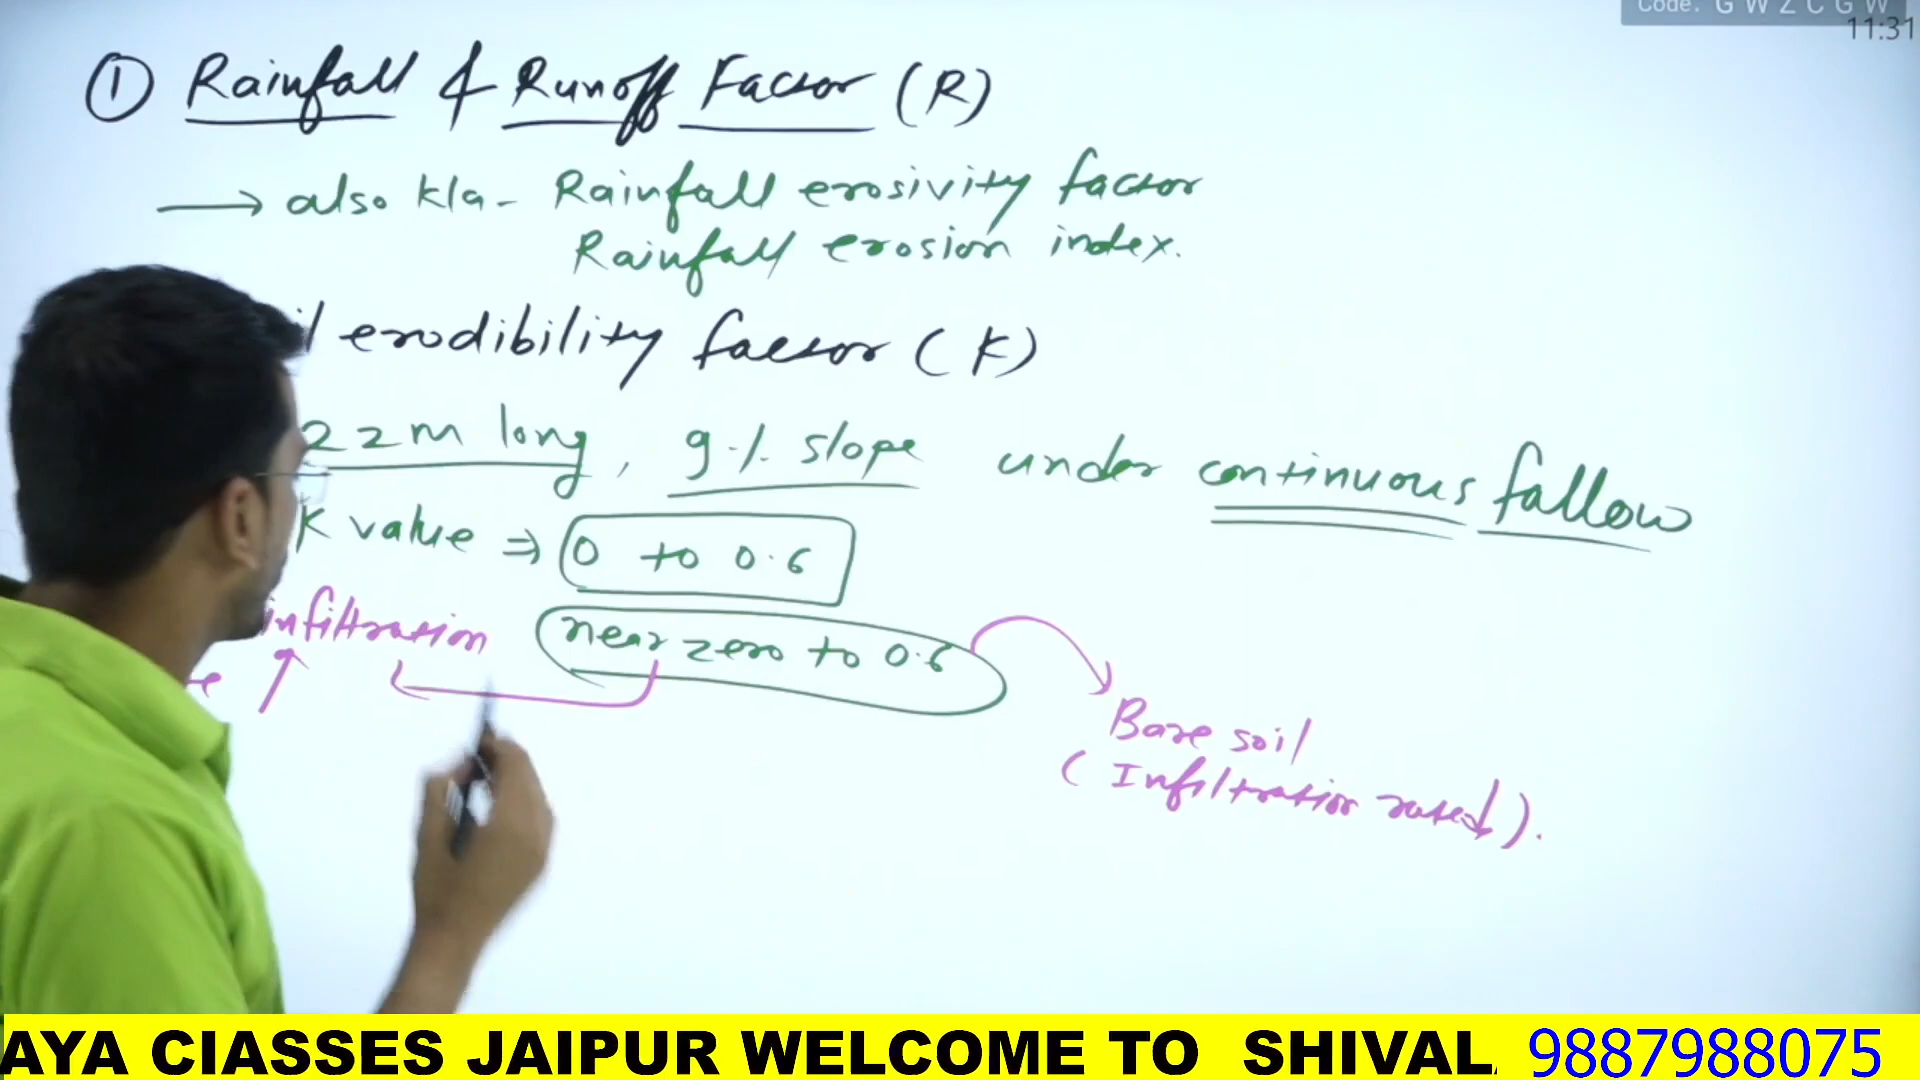 Code: GWZCGW
11:31
① Rainfall & Runoff Factor (R)
→ also k/a - Rainfall erosivity factor
Rainfall erosion index.
erodibility factor (K)
22m long, 9% slope under continuous fallow
K value ⇒ 0 to 0.6
infiltration ↑
near zero to 0.6
Bare soil
(Infiltration rate ↓).
AYA CIASSES JAIPUR WELCOME TO SHIVAL
9887988075